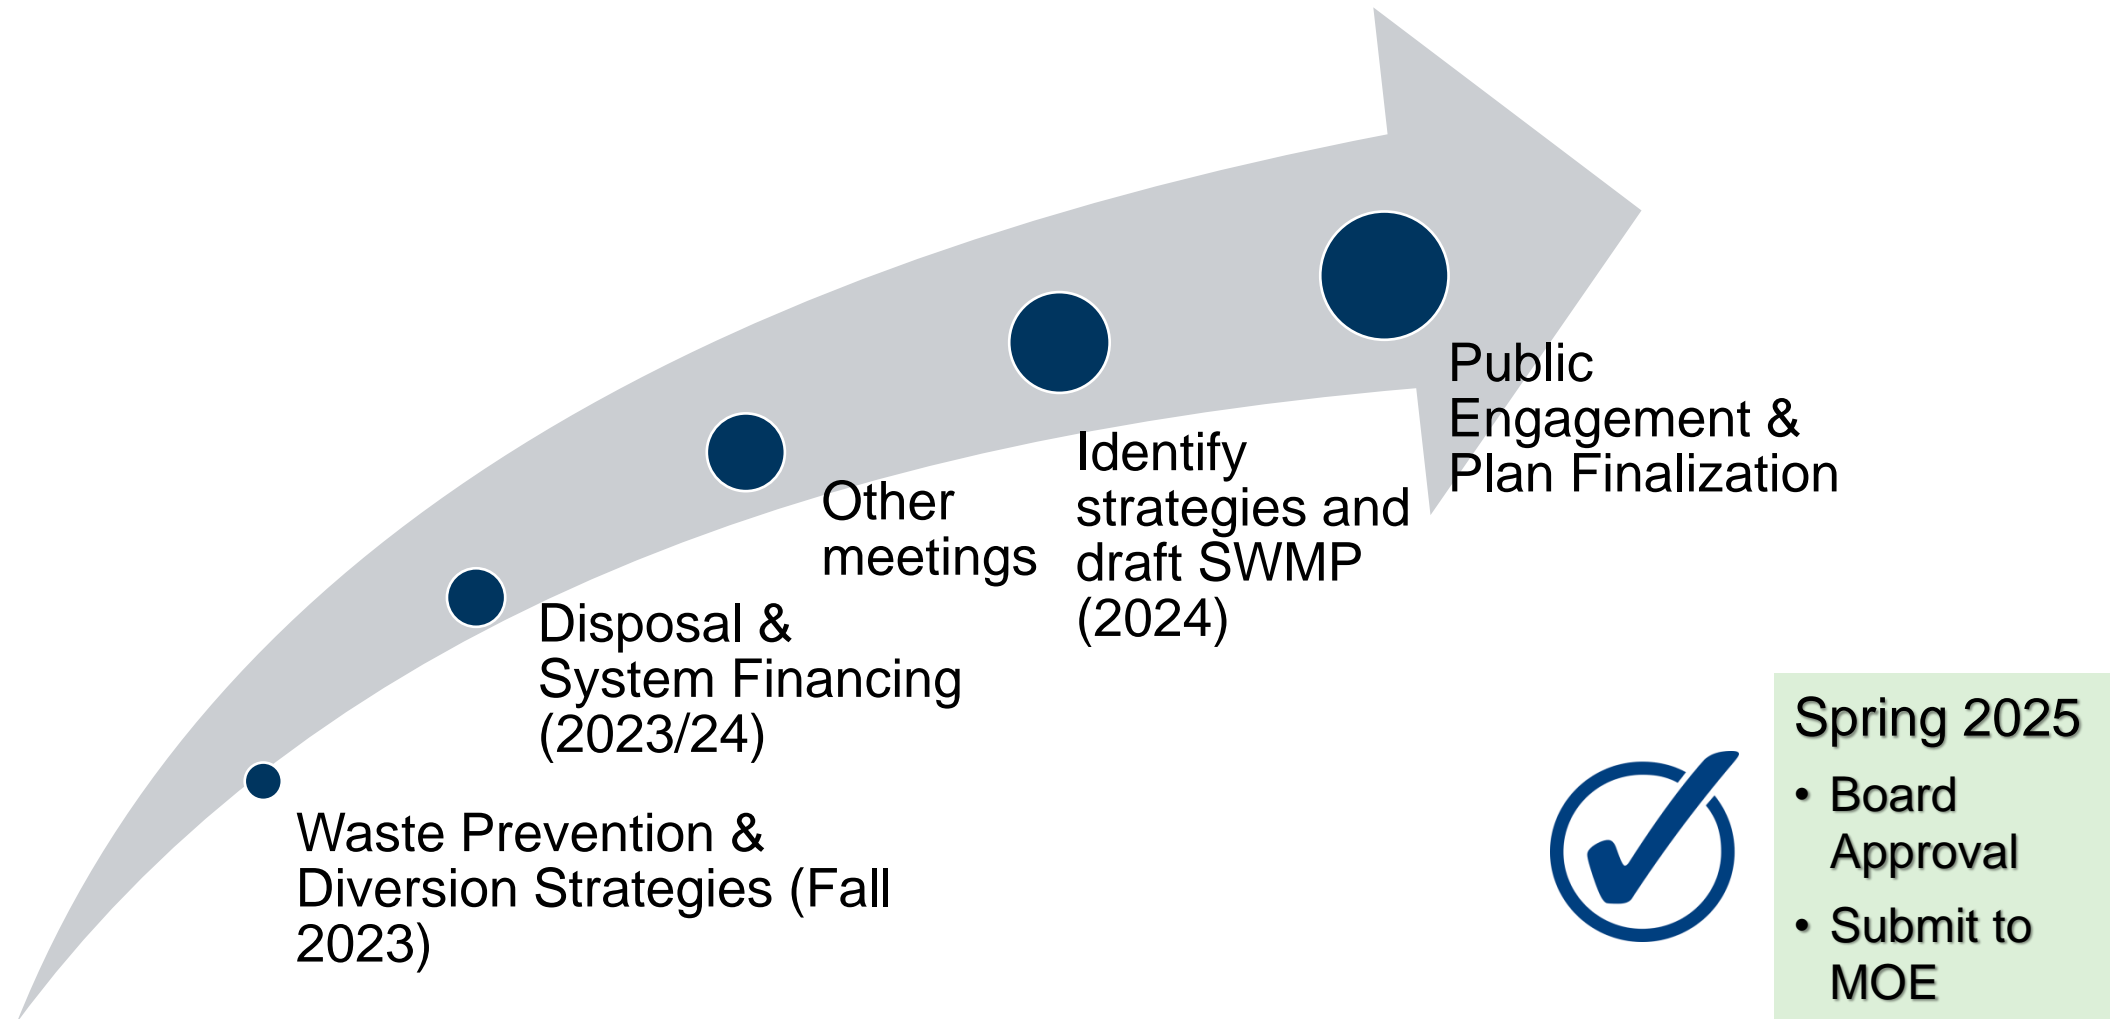 Waste Prevention &
Diversion Strategies (Fall
2023)
Disposal &
System Financing
(2023/24)
Other
meetings
Identify
strategies and
draft SWMP
(2024)
Public
Engagement &
Plan Finalization
Spring 2025
• Board
Approval
• Submit to
MOE